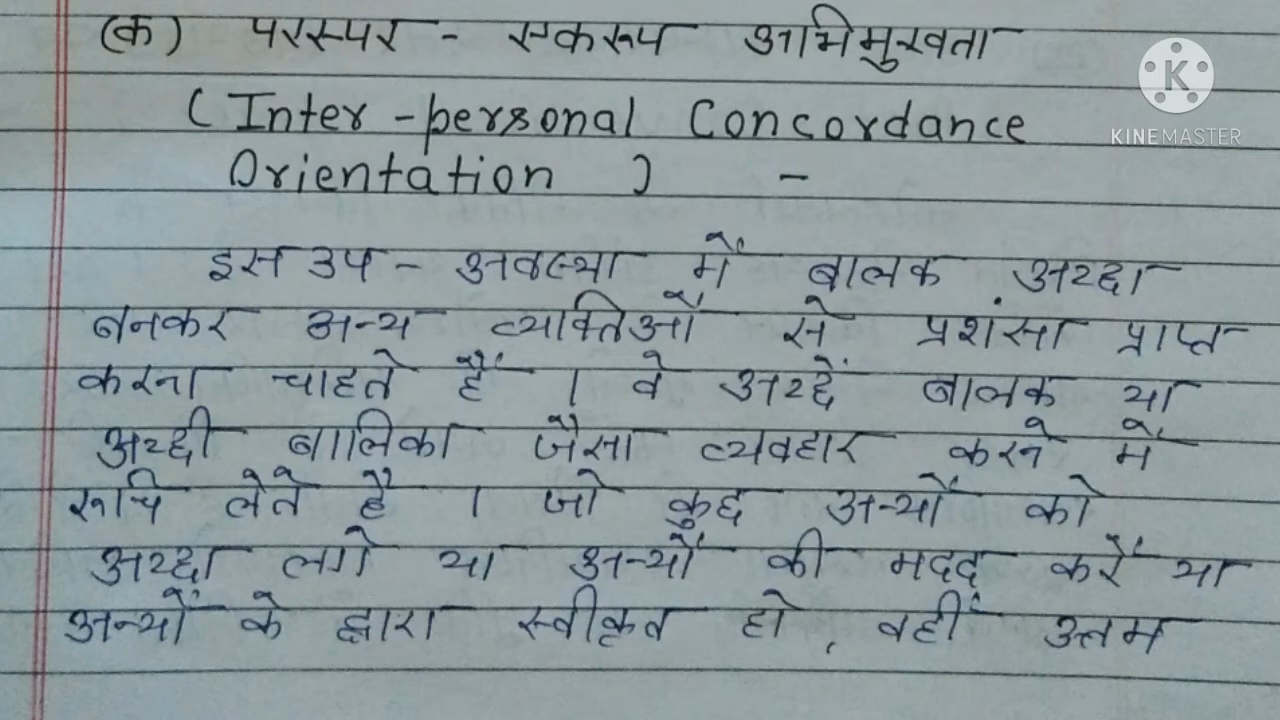 (क) परस्पर - एकरुप अभिमुखता
( Inter - personal Concordance
Orientation ) -
इस उप - अवस्था में बालक अच्छा
बनकर अन्य व्यक्तिओं से प्रशंसा प्राप्त
करना चाहते हैं । वे अच्छें बालक या
अच्छी बालिका जैसा व्यवहार करने में
रूचि लेते हैं । जो कुछ अन्यों को
अच्छा लगे या अन्यों की मदद करें या
अन्यों के द्वारा स्वीकृत हो, वहीं उत्तम
KINEMASTER